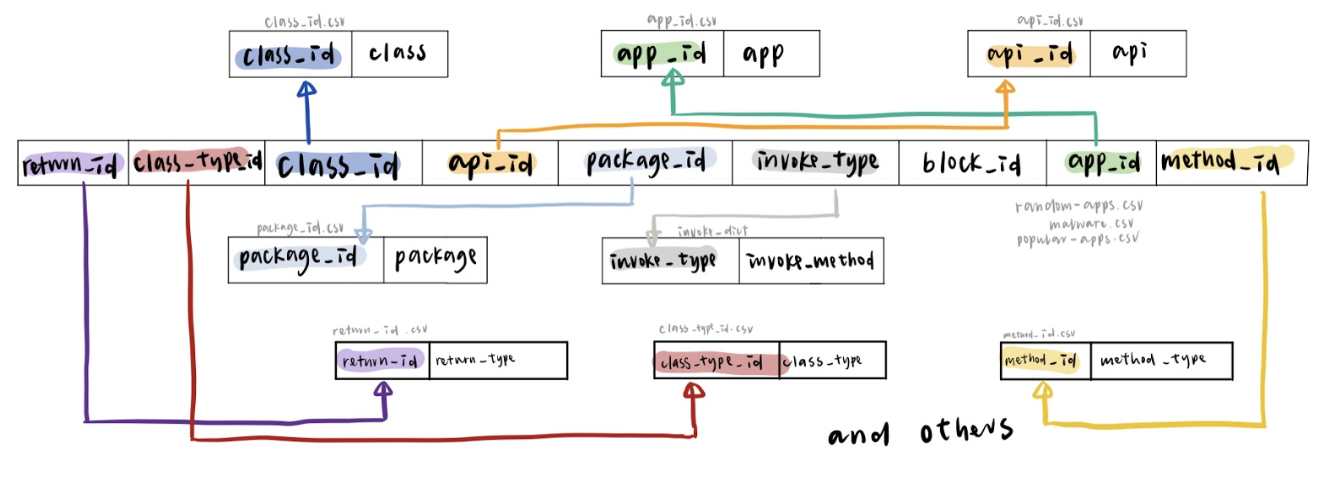 class_id.csv
app_id.csv
api_id.csv
class_id class
app_id app
api_id api
return_id class_type_id class_id api_id package_id invoke_type block_id app_id method_id
random-apps.csv
malware.csv
popular-apps.csv
package_id.csv
invoke_dict
package_id package
invoke_type invoke_method
return_id.csv
class_type_id.csv
method_id.csv
return_id return_type
class_type_id class_type
method_id method_type
and others